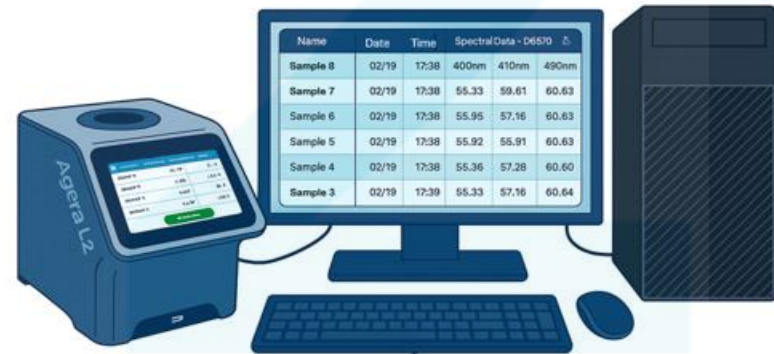 Name Date Time Spectral Data - D6570
Sample 8 02/19 17:38 400nm 410nm 490nm
Sample 7 02/19 17:38 55.33 59.61 60.63
Sample 6 02/19 17:38 55.95 57.16 60.63
Sample 5 02/19 17:38 55.92 55.91 60.63
Sample 4 02/19 17:38 55.36 57.28 60.60
Sample 3 02/19 17:39 55.33 57.16 60.64
Agera L2